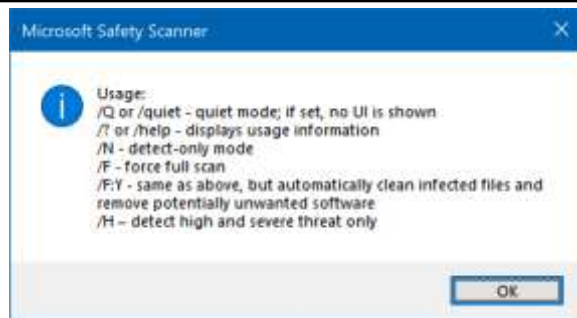 Microsoft Safety Scanner
Usage:
/Q or /quiet - quiet mode; if set, no UI is shown
/? or /help - displays usage information
/N - detect-only mode
/F - force full scan
/F:Y - same as above, but automatically clean infected files and
remove potentially unwanted software
/H – detect high and severe threat only
OK